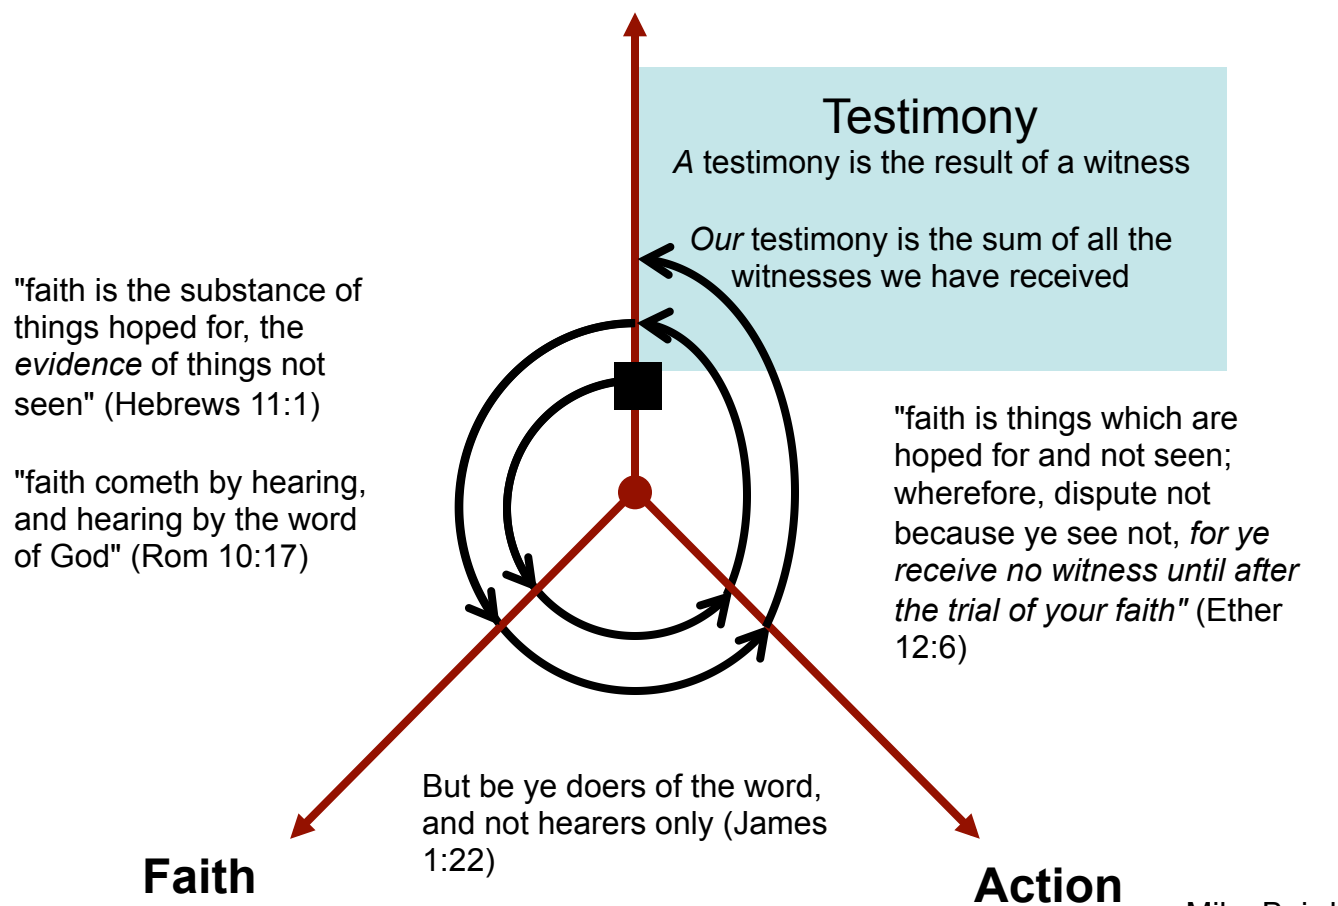 Testimony
A testimony is the result of a witness
Our testimony is the sum of all the
witnesses we have received
"faith is the substance of
things hoped for, the
evidence of things not
seen" (Hebrews 11:1)
"faith cometh by hearing,
and hearing by the word
of God" (Rom 10:17)
"faith is things which are
hoped for and not seen;
wherefore, dispute not
because ye see not, for ye
receive no witness until after
the trial of your faith" (Ether
12:6)
But be ye doers of the word,
and not hearers only (James
1:22)
Faith
Action